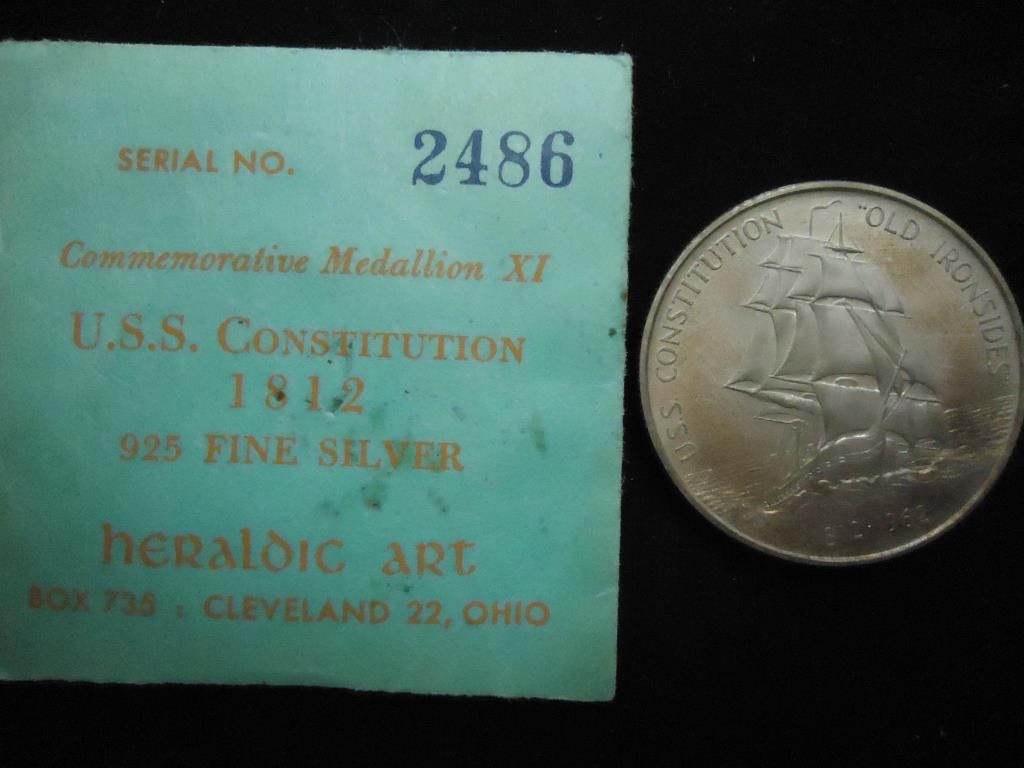 SERIAL NO. 2486
Commemorative Medallion XI
U.S.S. CONSTITUTION
1812
925 FINE SILVER
heraldic art
BOX 735 : CLEVELAND 22, OHIO
U.S.S. CONSTITUTION "OLD IRONSIDES"